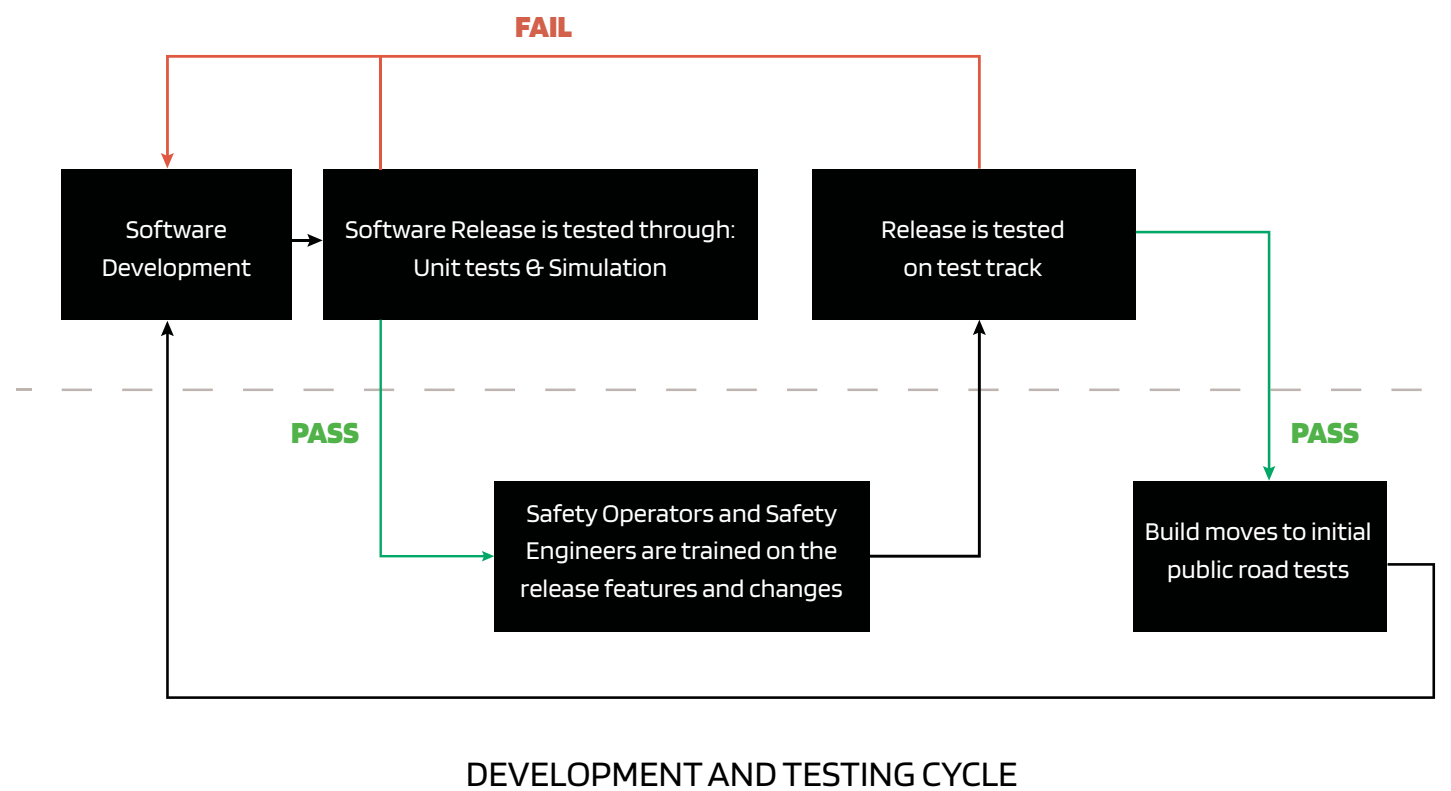 FAIL
Software
Development
Software Release is tested through:
Unit tests & Simulation
Release is tested
on test track
PASS
PASS
Safety Operators and Safety
Engineers are trained on the
release features and changes
Build moves to initial
public road tests
DEVELOPMENT AND TESTING CYCLE